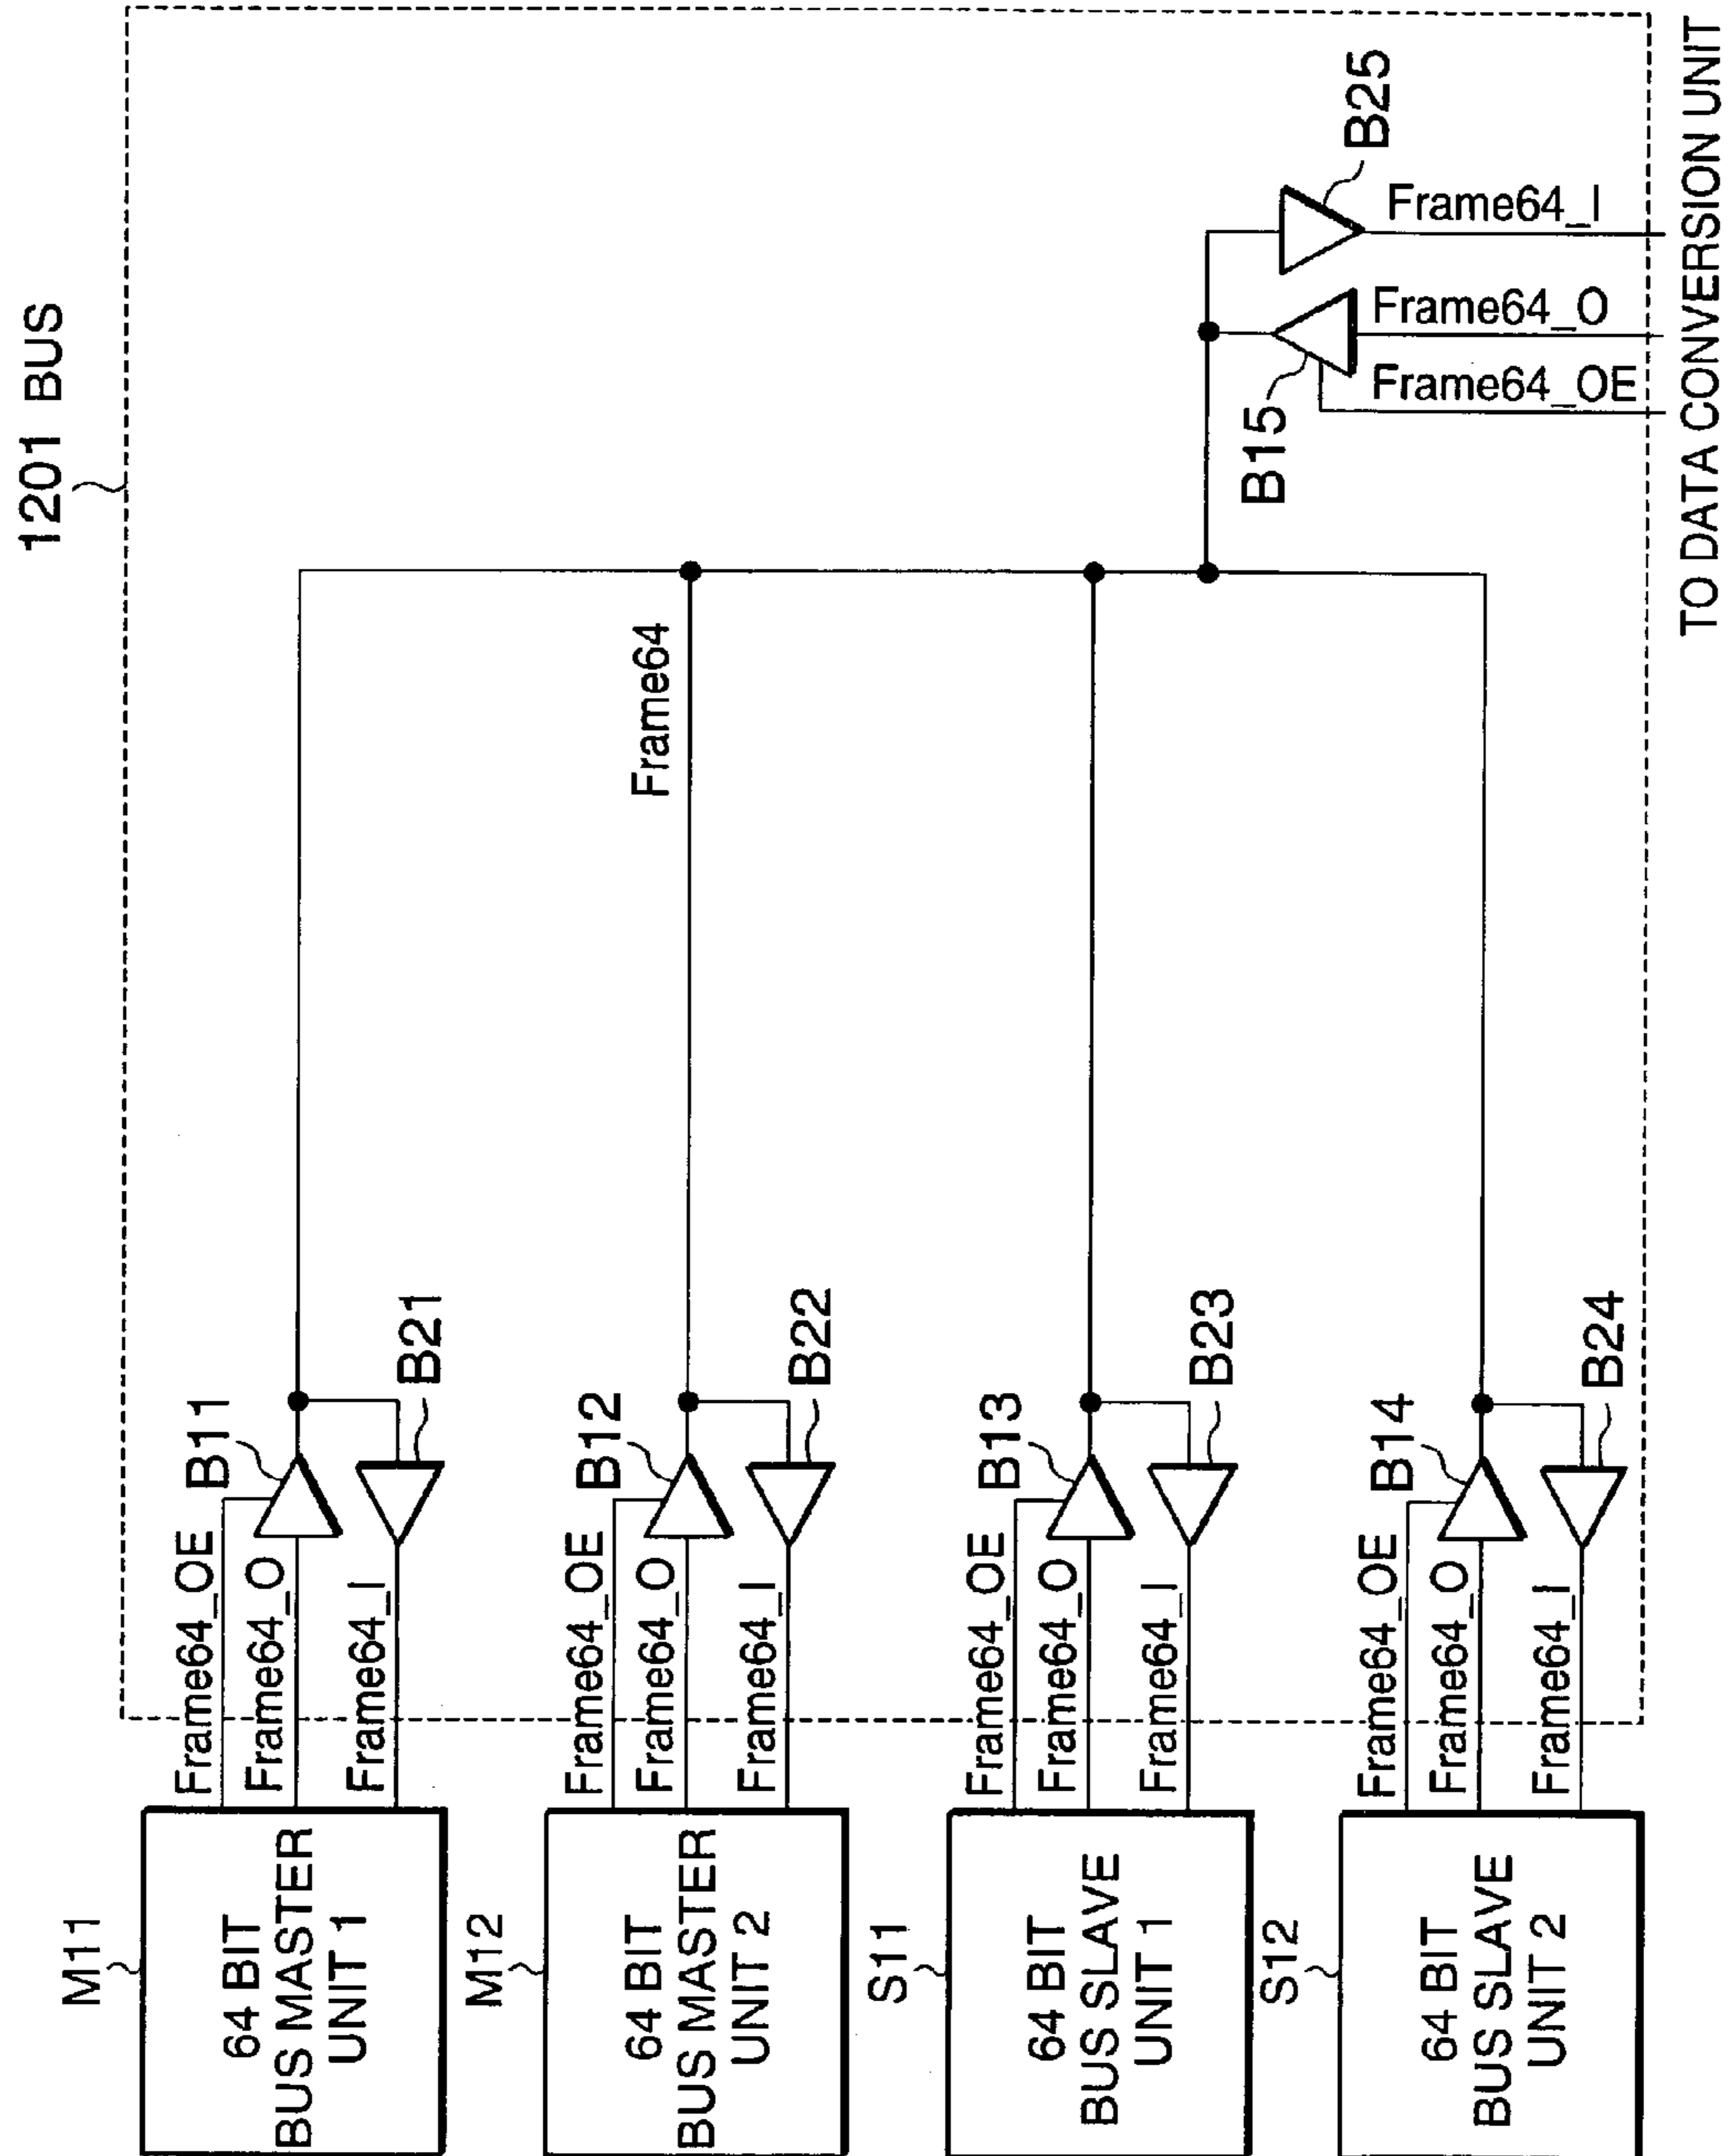 1201 BUS
M11
64 BIT
BUS MASTER
UNIT 1
Frame64_OE
Frame64_O
Frame64_I
B11
B21
M12
64 BIT
BUS MASTER
UNIT 2
Frame64_OE
Frame64_O
Frame64_I
B12
B22
Frame64
S11
64 BIT
BUS SLAVE
UNIT 1
Frame64_OE
Frame64_O
Frame64_I
B13
B23
S12
64 BIT
BUS SLAVE
UNIT 2
Frame64_OE
Frame64_O
Frame64_I
B14
B24
B15
B25
Frame64_I
Frame64_O
Frame64_OE
TO DATA CONVERSION UNIT